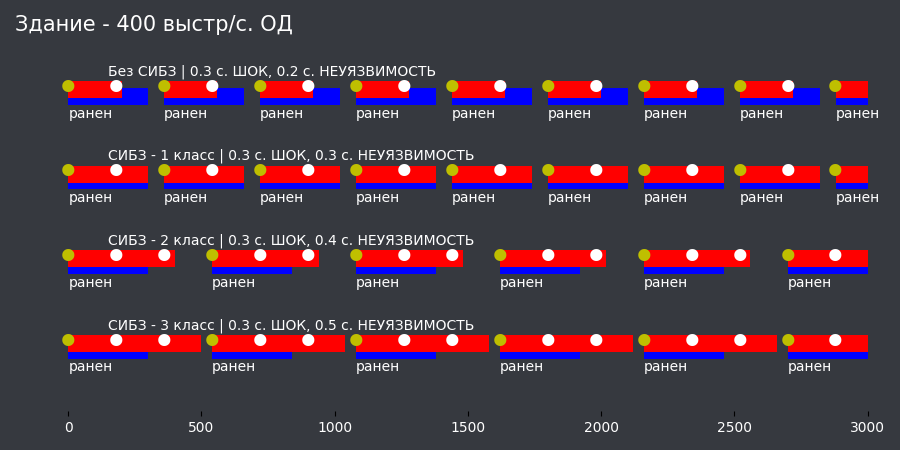 Здание - 400 выстр/с. ОД
Без СИБЗ | 0.3 с. ШОК, 0.2 с. НЕУЯЗВИМОСТЬ
ранен ранен ранен ранен ранен ранен ранен ранен ранен
СИБЗ - 1 класс | 0.3 с. ШОК, 0.3 с. НЕУЯЗВИМОСТЬ
ранен ранен ранен ранен ранен ранен ранен ранен ранен
СИБЗ - 2 класс | 0.3 с. ШОК, 0.4 с. НЕУЯЗВИМОСТЬ
ранен ранен ранен ранен ранен ранен
СИБЗ - 3 класс | 0.3 с. ШОК, 0.5 с. НЕУЯЗВИМОСТЬ
ранен ранен ранен ранен ранен ранен
0 500 1000 1500 2000 2500 3000